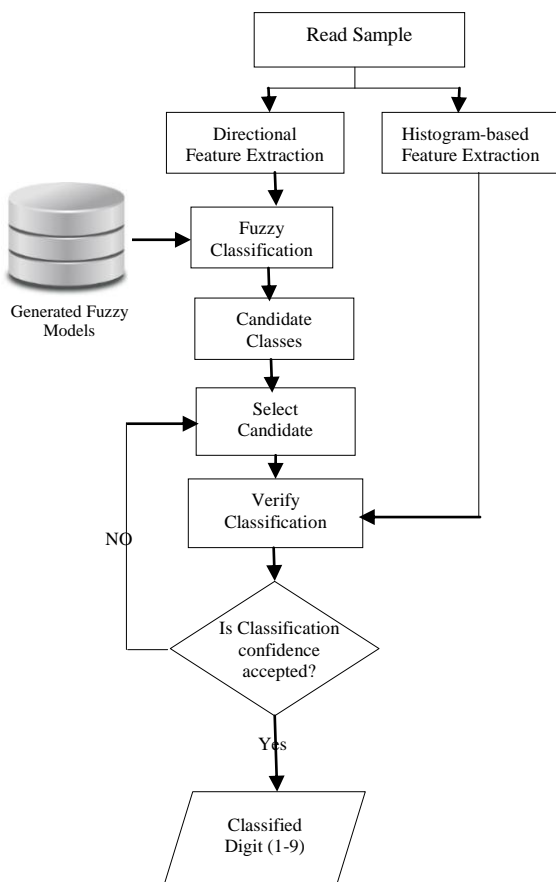 Read Sample
Directional
Feature Extraction
Histogram-based
Feature Extraction
Fuzzy
Classification
Generated Fuzzy
Models
Candidate
Classes
Select
Candidate
Verify
Classification
NO
Is Classification
confidence
accepted?
Yes
Classified
Digit (1-9)